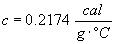 c = 0.2174 cal / g·°C